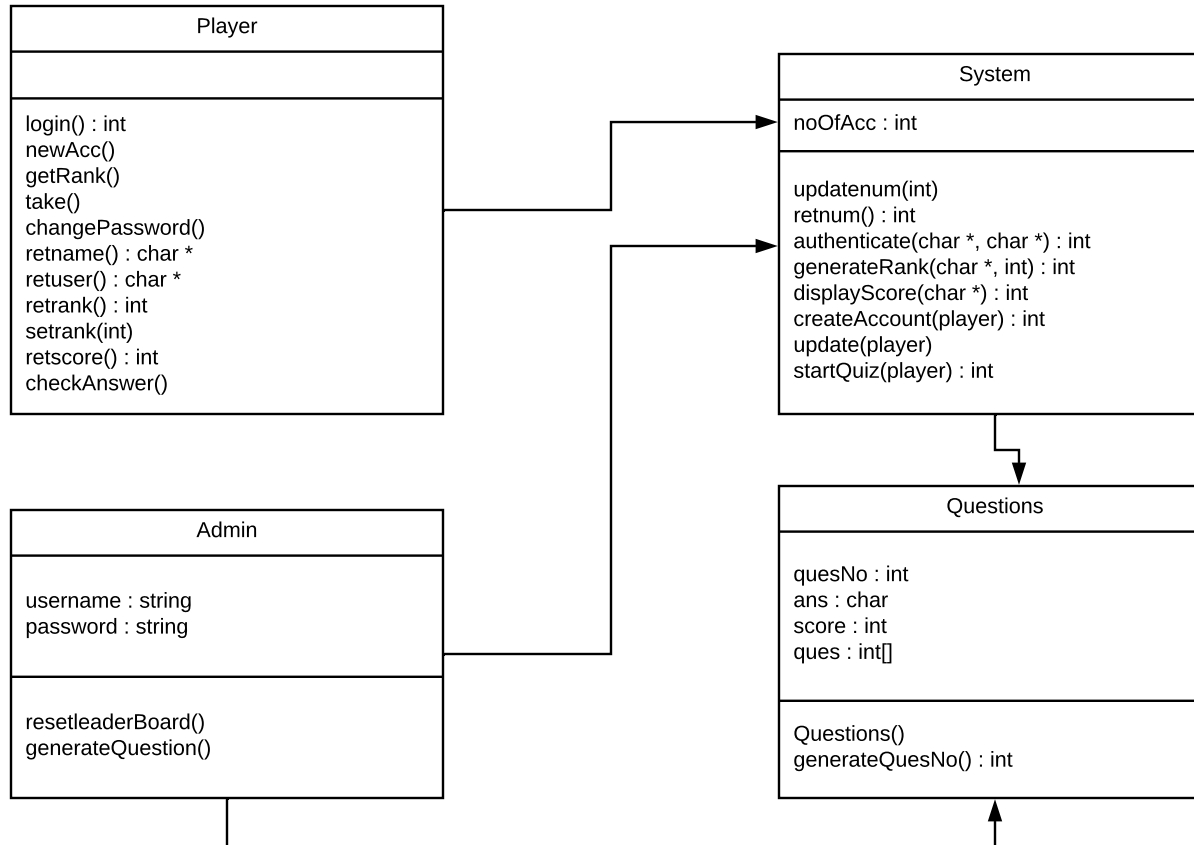 Player
login() : int
newAcc()
getRank()
take()
changePassword()
retname() : char *
retuser() : char *
retrank() : int
setrank(int)
retscore() : int
checkAnswer()
System
noOfAcc : int
updatenum(int)
retnum() : int
authenticate(char *, char *) : int
generateRank(char *, int) : int
displayScore(char *) : int
createAccount(player) : int
update(player)
startQuiz(player) : int
Admin
username : string
password : string
resetleaderBoard()
generateQuestion()
Questions
quesNo : int
ans : char
score : int
ques : int[]
Questions()
generateQuesNo() : int